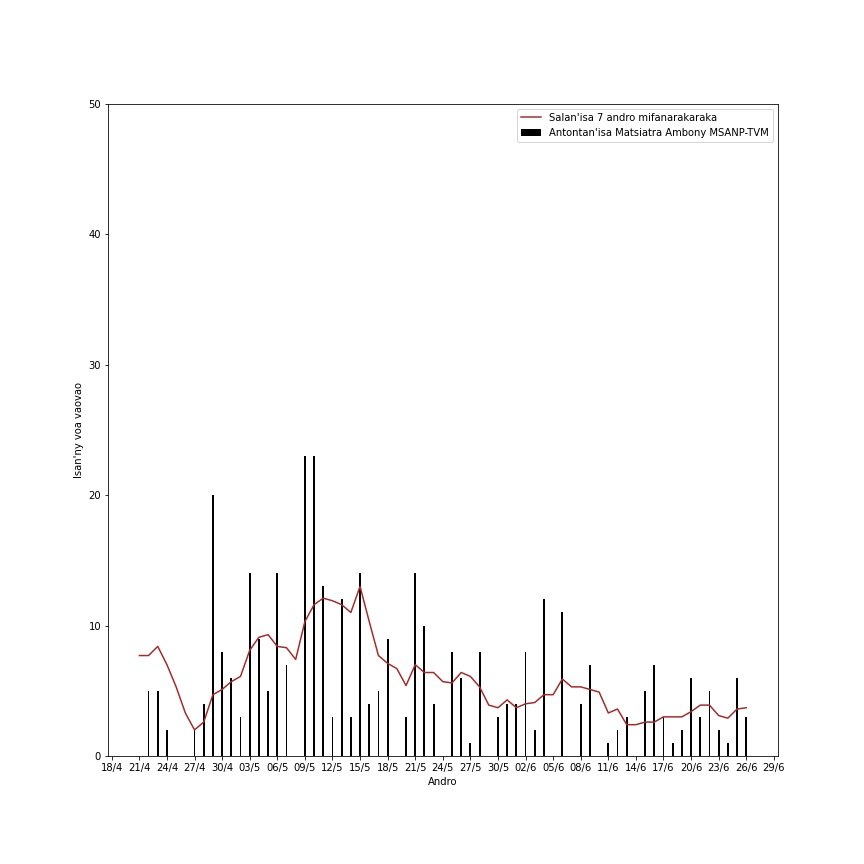 Salan'isa 7 andro mifanarakaraka
Antontan'isa Matsiatra Ambony MSANP-TVM
50
40
30
20
10
0
Isan'ny voa vaovao
18/4 21/4 24/4 27/4 30/4 03/5 06/5 09/5 12/5 15/5 18/5 21/5 24/5 27/5 30/5 02/6 05/6 08/6 11/6 14/6 17/6 20/6 23/6 26/6 29/6
Andro